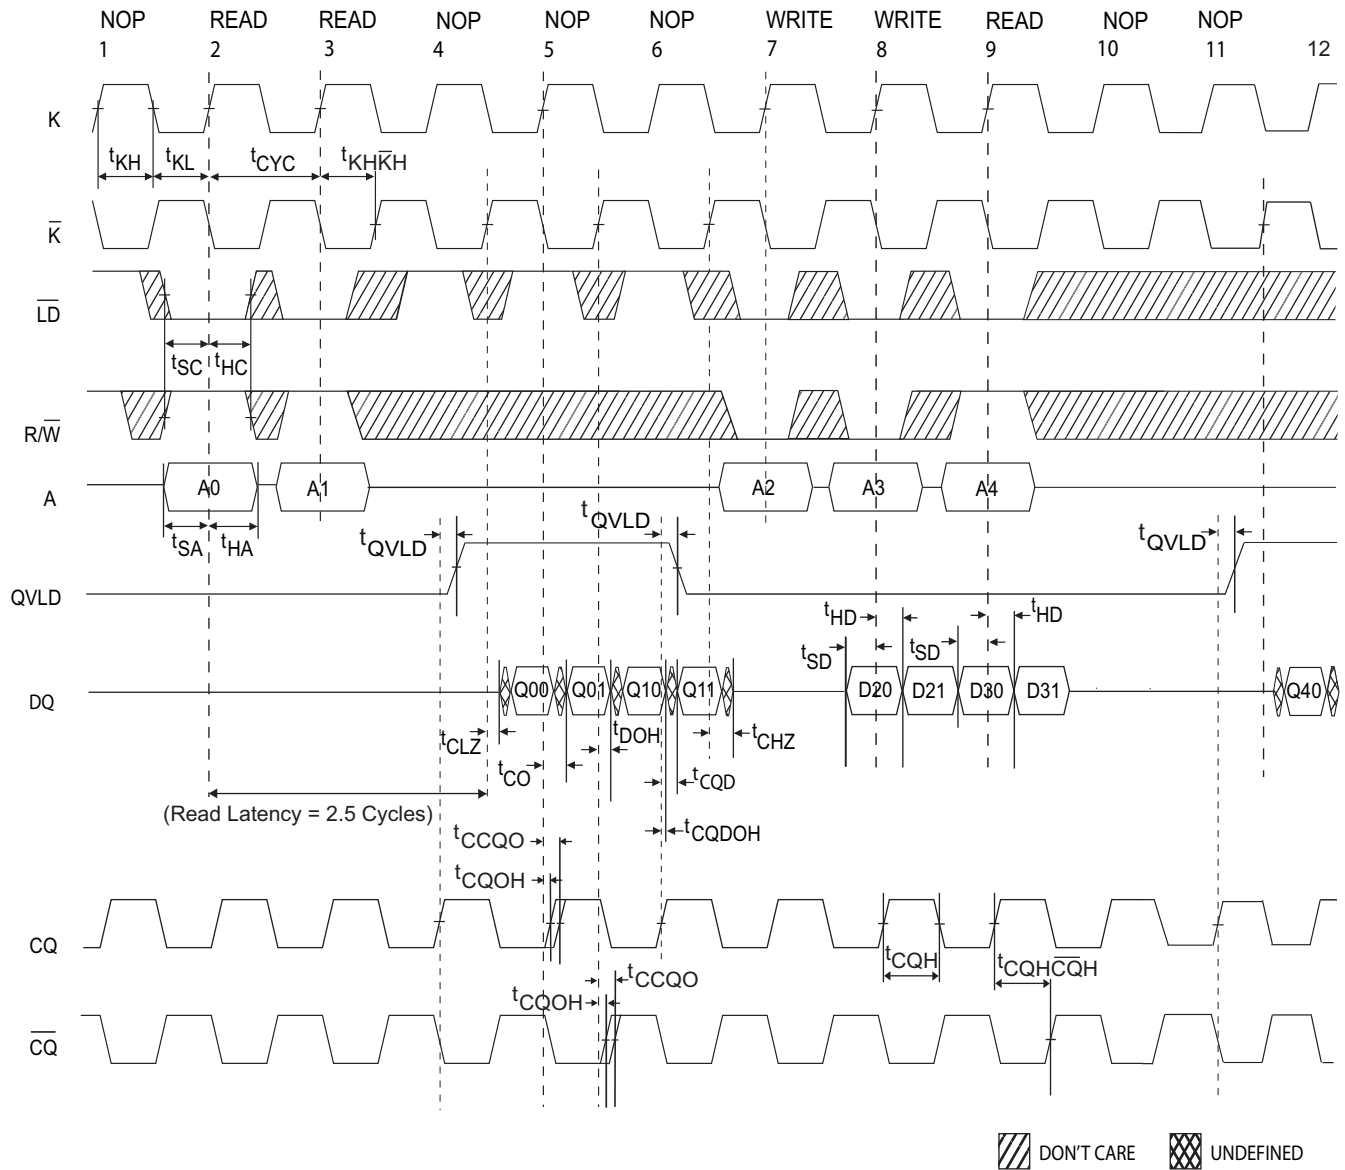 NOP READ READ NOP NOP NOP WRITE WRITE READ NOP NOP
1 2 3 4 5 6 7 8 9 10 11 12
K
tKH tKL tCYC tKHK̅H
K̅
L̅D̅
tSC tHC
R/W̅
A A0 A1 A2 A3 A4
tSA tHA tQVLD tQVLD tQVLD
QVLD
tHD tHD
tSD tSD
DQ Q00 Q01 Q10 Q11 D20 D21 D30 D31 Q40
tCLZ tDOH tCHZ
tCO tCQD
(Read Latency = 2.5 Cycles)
tCQDOH
tCCQO
tCQOH
CQ
tCQH tCQHC̅Q̅H
tCCQO
tCQOH
C̅Q̅
DON'T CARE UNDEFINED